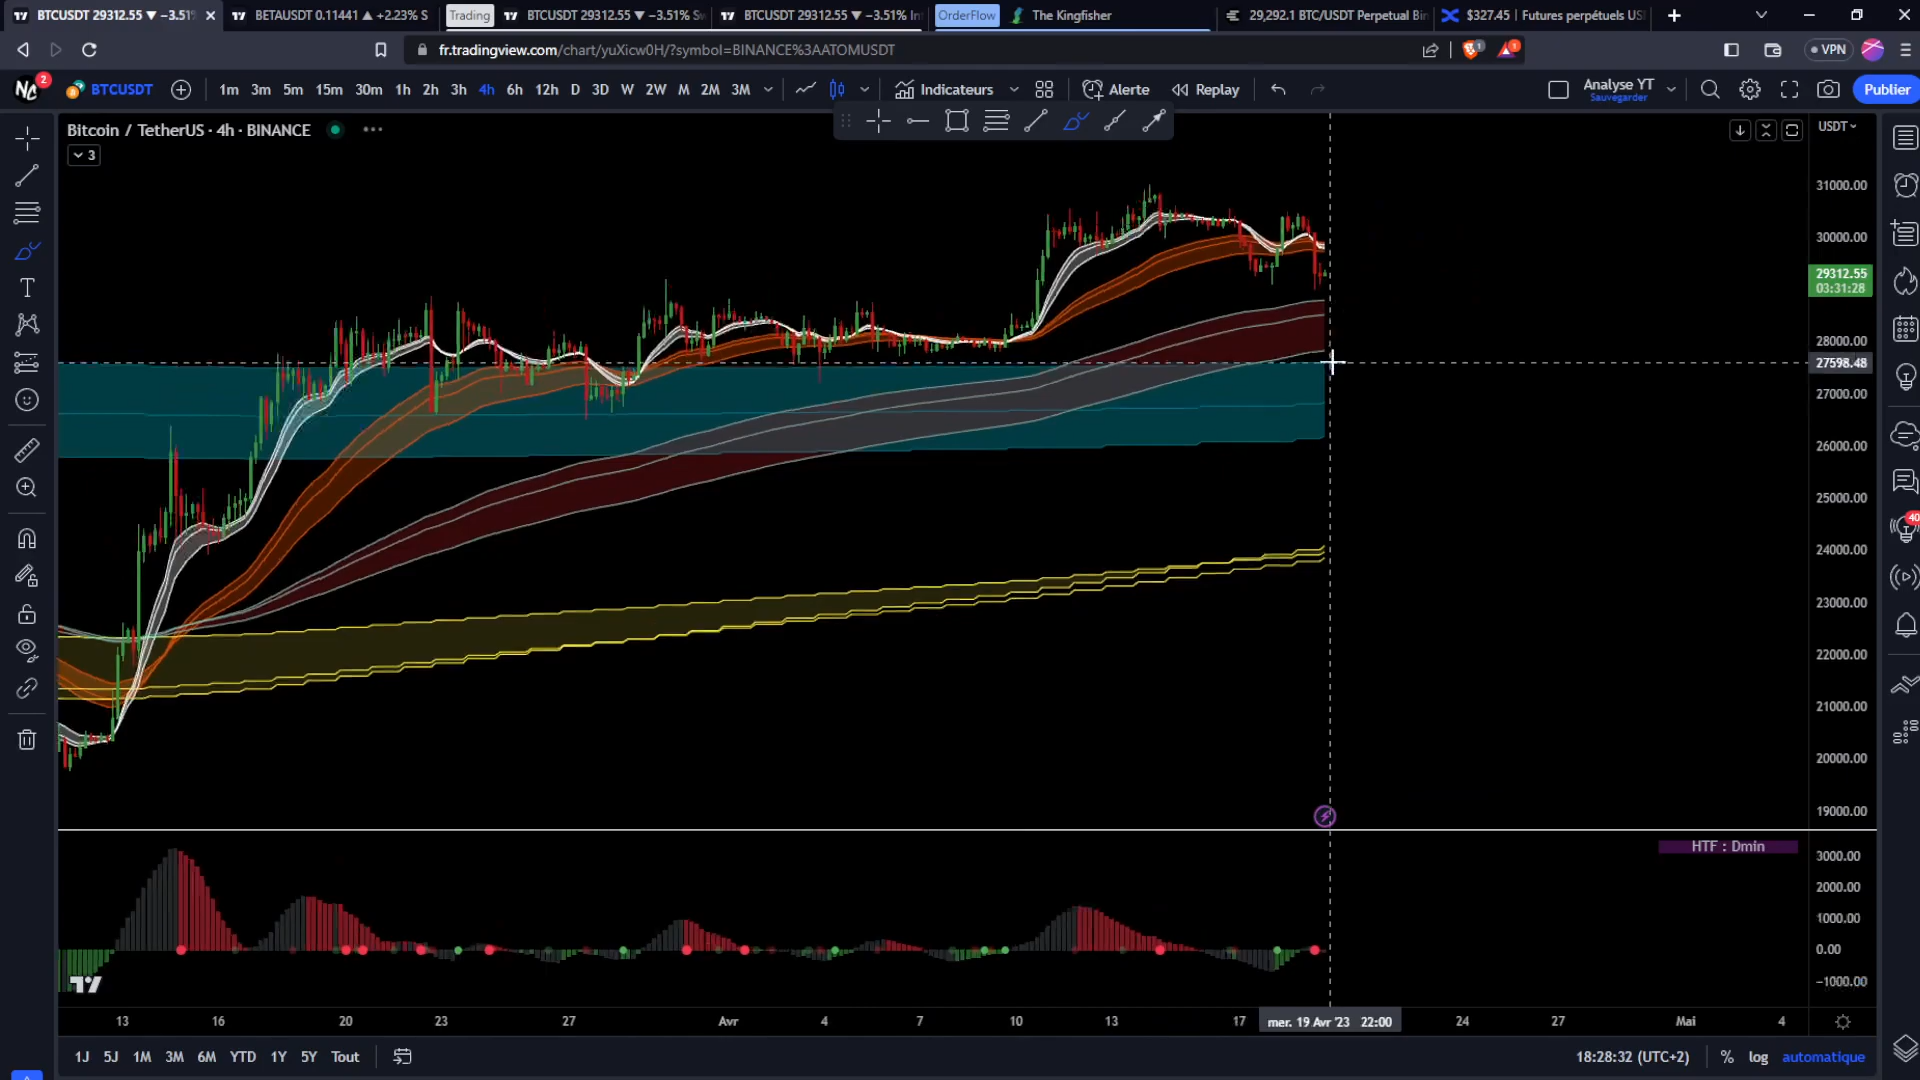 BTCUSDT 29312.55 ▼ −3.51%
BETAUSDT 0.11441 ▲ +2.23% S
Trading
BTCUSDT 29312.55 ▼ −3.51% Sw
BTCUSDT 29312.55 ▼ −3.51% Int
OrderFlow
The Kingfisher
29,292.1 BTC/USDT Perpetual Bin
$327.45 | Futures perpétuels US
fr.tradingview.com/chart/yuXicw0H/?symbol=BINANCE%3AATOMUSDT
1
1
VPN
2
BTCUSDT
1m 3m 5m 15m 30m 1h 2h 3h 4h 6h 12h D 3D W 2W M 2M 3M
Indicateurs
Alerte
Replay
Analyse YT
Sauvegarder
Publier
Bitcoin / TetherUS · 4h · BINANCE
3
USDT
31000.00
30000.00
29312.55
03:31:28
28000.00
27598.48
27000.00
26000.00
25000.00
24000.00
23000.00
22000.00
21000.00
20000.00
19000.00
40
HTF : Dmin
3000.00
2000.00
1000.00
0.00
−1000.00
13 16 20 23 27 Avr 4 7 10 13 17 mer. 19 Avr '23 22:00 24 27 Mai 4
1J 5J 1M 3M 6M YTD 1Y 5Y Tout
18:28:32 (UTC+2) % log automatique